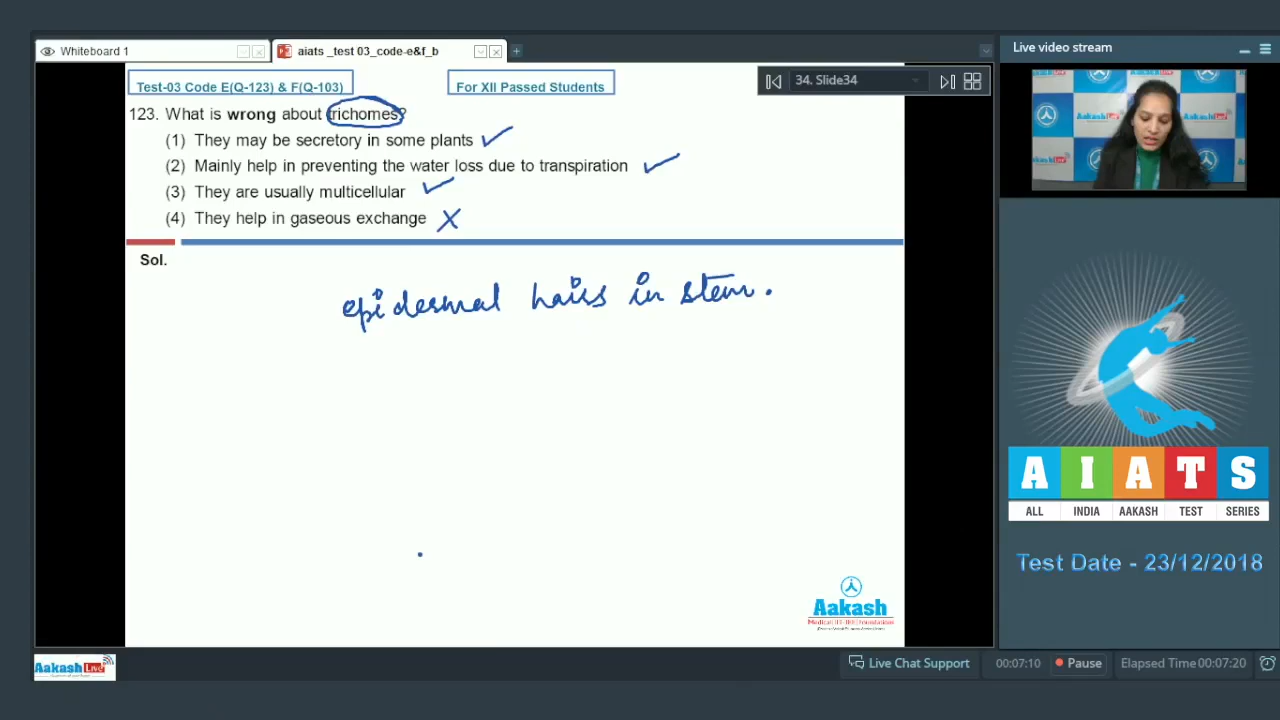 Whiteboard 1
aiats _test 03_code-e&f_b
Live video stream
Test-03 Code E(Q-123) & F(Q-103)
For XII Passed Students
34. Slide34
123. What is wrong about trichomes?
(1) They may be secretory in some plants
(2) Mainly help in preventing the water loss due to transpiration
(3) They are usually multicellular
(4) They help in gaseous exchange
Sol.
epidermal hairs in stem.
A I A T S
ALL INDIA AAKASH TEST SERIES
Test Date - 23/12/2018
Aakash
Medical|IIT-JEE|Foundations
Aakash Live
Live Chat Support
00:07:10
Pause
Elapsed Time 00:07:20